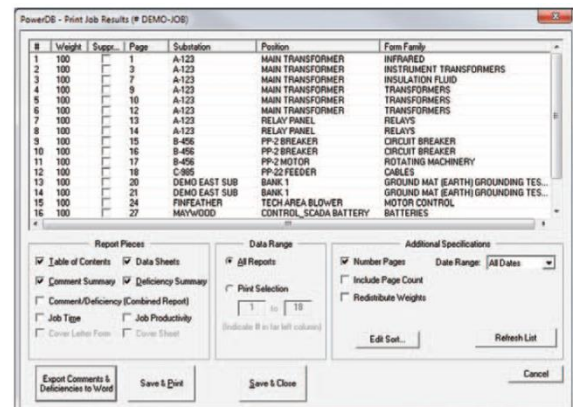 PowerDB - Print Job Results (# DEMO-JOB)
# Weight Suppr... Page Substation Position Form Family
1 100 1 A-123 MAIN TRANSFORMER INFRARED
2 100 3 A-123 MAIN TRANSFORMER INSTRUMENT TRANSFORMERS
3 100 7 A-123 MAIN TRANSFORMER INSULATION FLUID
4 100 9 A-123 MAIN TRANSFORMER TRANSFORMERS
5 100 10 A-123 MAIN TRANSFORMER TRANSFORMERS
6 100 12 A-123 MAIN TRANSFORMER TRANSFORMERS
7 100 13 A-123 RELAY PANEL RELAYS
8 100 14 A-123 RELAY PANEL RELAYS
9 100 15 B-456 PP-2 BREAKER CIRCUIT BREAKER
10 100 16 B-456 PP-2 BREAKER CIRCUIT BREAKER
11 100 17 B-456 PP-2 MOTOR ROTATING MACHINERY
12 100 18 C-985 PP-22 FEEDER CABLES
13 100 20 DEMO EAST SUB BANK 1 GROUND MAT (EARTH) GROUNDING TES...
14 100 21 DEMO EAST SUB BANK 1 GROUND MAT (EARTH) GROUNDING TES...
15 100 24 FINFEATHER TECH AREA BLOWER MOTOR CONTROL
16 100 27 MAYWOOD CONTROL_SCADA BATTERY BATTERIES
Report Pieces
Table of Contents Data Sheets
Comment Summary Deficiency Summary
Comment/Deficiency (Combined Report)
Job Time Job Productivity
Cover Letter Form Cover Sheet
Data Range
All Reports
Print Selection
1 to 18
(Indicate # in far left column)
Additional Specifications
Number Pages Date Range: All Dates
Include Page Count
Redistribute Weights
Edit Sort... Refresh List
Export Comments & Deficiencies to Word
Save & Print
Save & Close
Cancel